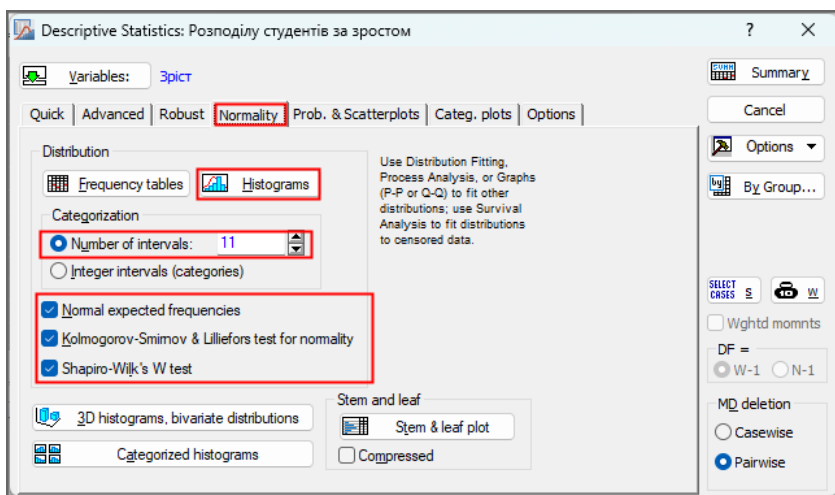 Descriptive Statistics: Розподілу студентів за зростом
?
Variables:
Зріст
Quick
Advanced
Robust
Normality
Prob. & Scatterplots
Categ. plots
Options
Distribution
Frequency tables
Histograms
Categorization
Number of intervals: 11
Integer intervals (categories)
Use Distribution Fitting,
Process Analysis, or Graphs
(P-P or Q-Q) to fit other
distributions; use Survival
Analysis to fit distributions
to censored data.
Normal expected frequencies
Kolmogorov-Smirnov & Lilliefors test for normality
Shapiro-Wilk's W test
3D histograms, bivariate distributions
Categorized histograms
Stem and leaf
Stem & leaf plot
Compressed
SUMM Summary
Cancel
Options
by By Group...
SELECT
CASES S
W
Wghtd momnts
DF =
W-1 N-1
MD deletion
Casewise
Pairwise